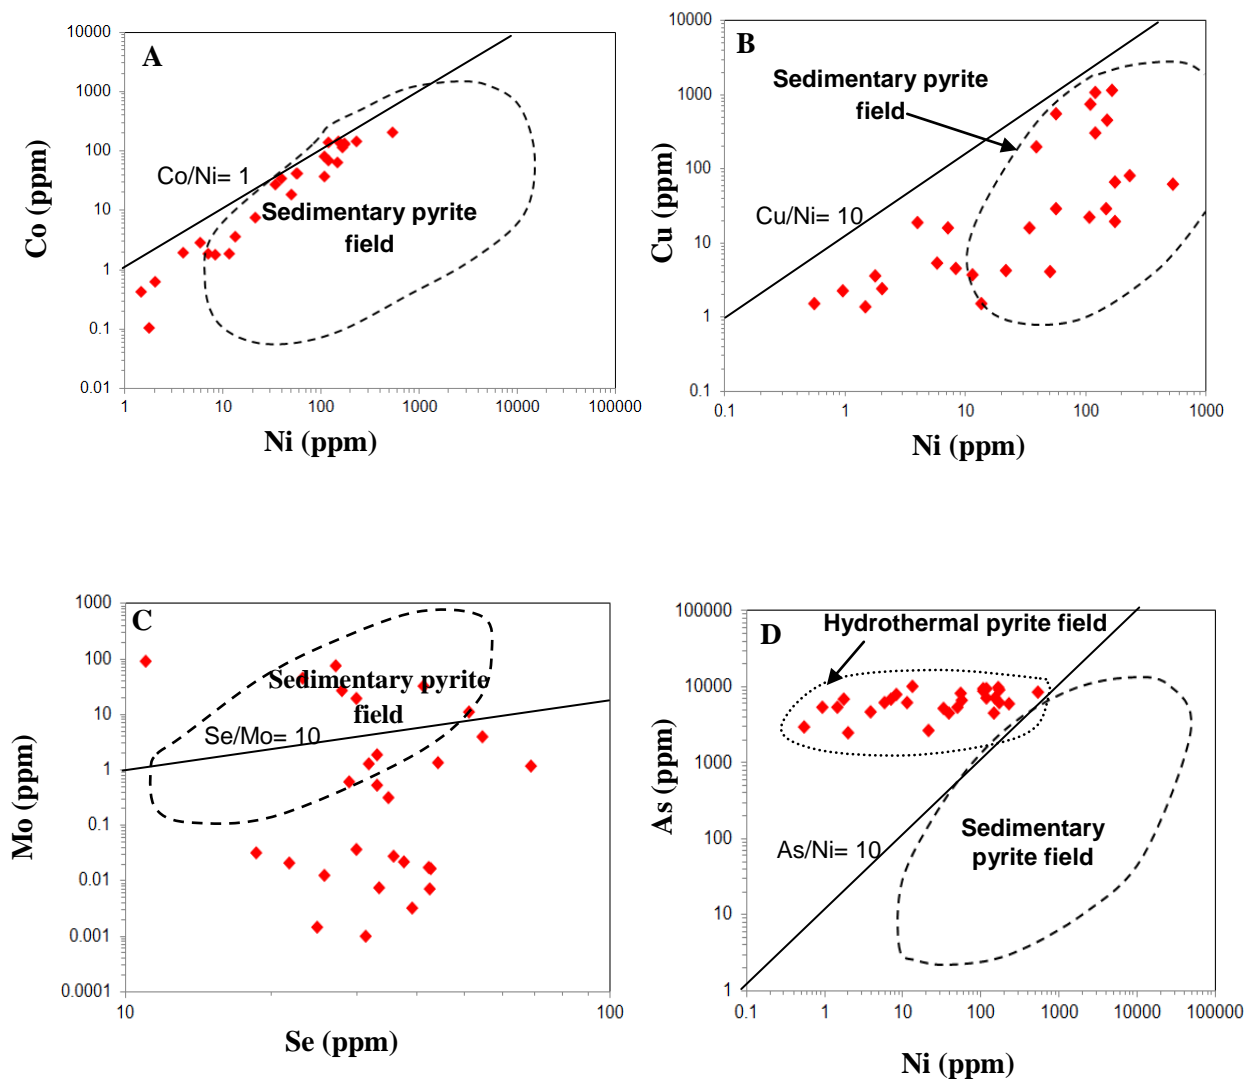 A
10000
1000
100
10
1
0.1
0.01
Co (ppm)
Co/Ni= 1
Sedimentary pyrite
field
1
10
100
1000
10000
100000
Ni (ppm)
B
10000
1000
100
10
1
0.1
Cu (ppm)
Sedimentary pyrite
field
Cu/Ni= 10
0.1
1
10
100
1000
Ni (ppm)
C
1000
100
10
1
0.1
0.01
0.001
0.0001
Mo (ppm)
Sedimentary pyrite
field
Se/Mo= 10
10
100
Se (ppm)
D
100000
10000
1000
100
10
1
As (ppm)
Hydrothermal pyrite field
As/Ni= 10
Sedimentary
pyrite field
0.1
1
10
100
1000
10000
100000
Ni (ppm)